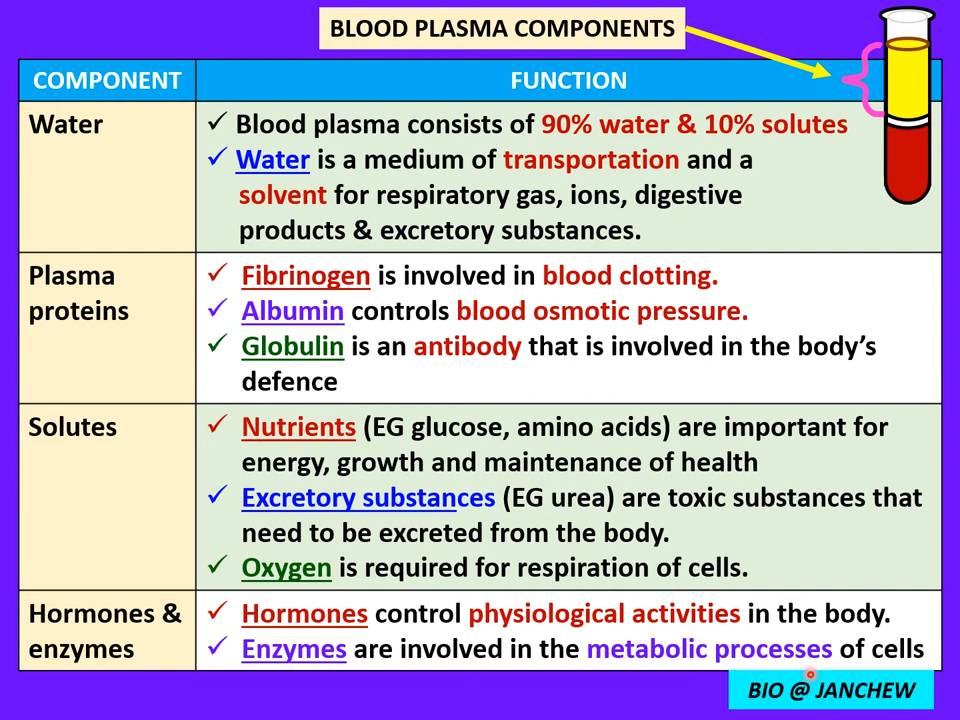 BLOOD PLASMA COMPONENTS
COMPONENT
FUNCTION
Water
✓ Blood plasma consists of 90% water & 10% solutes
✓ Water is a medium of transportation and a
solvent for respiratory gas, ions, digestive
products & excretory substances.
Plasma
proteins
✓ Fibrinogen is involved in blood clotting.
✓ Albumin controls blood osmotic pressure.
✓ Globulin is an antibody that is involved in the body’s
defence
Solutes
✓ Nutrients (EG glucose, amino acids) are important for
energy, growth and maintenance of health
✓ Excretory substances (EG urea) are toxic substances that
need to be excreted from the body.
✓ Oxygen is required for respiration of cells.
Hormones &
enzymes
✓ Hormones control physiological activities in the body.
✓ Enzymes are involved in the metabolic processes of cells
BIO @ JANCHEW